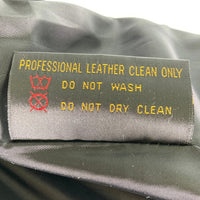 PROFESSIONAL LEATHER CLEAN ONLY
DO NOT WASH
DO NOT DRY CLEAN